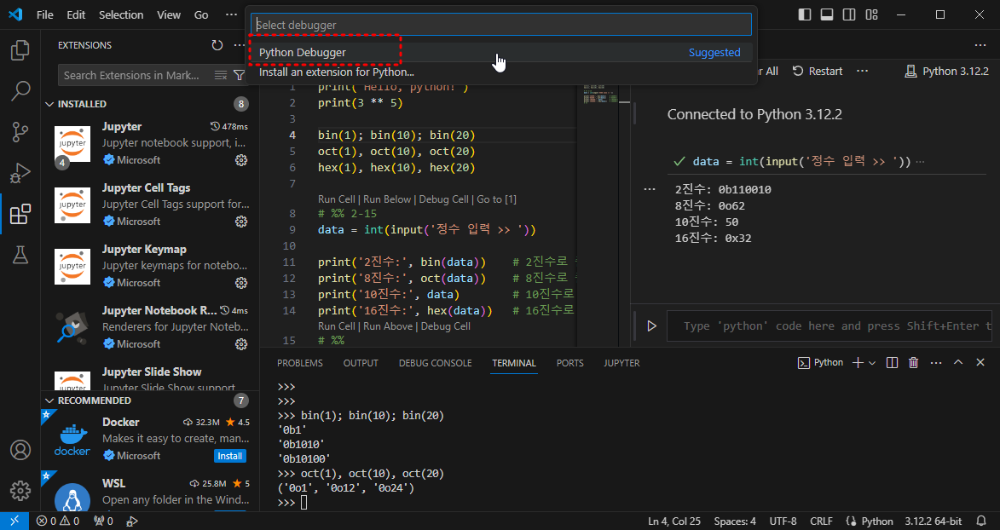 File Edit Selection View Go ···
Select debugger
Python Debugger Suggested
Install an extension for Python...
EXTENSIONS
Search Extensions in Mark...
INSTALLED 8
Jupyter 478ms
Jupyter notebook support, i...
Microsoft
jupyter
4
Jupyter Cell Tags
Jupyter Cell Tags support for...
Microsoft
jupyter
Jupyter Keymap
Jupyter keymaps for notebo...
Microsoft
jupyter
Jupyter Notebook R... 4ms
Renderers for Jupyter Noteb...
Microsoft
Jupyter Slide Show
Jupyter Slide Show support
jupyter
RECOMMENDED 7
Docker 32.3M 4.5
Makes it easy to create, man...
Microsoft Install
docker
WSL 25.8M 5
Open any folder in the Wind...
1 print("Hello, python!")
2 print(3 ** 5)
3
4 bin(1); bin(10); bin(20)
5 oct(1), oct(10), oct(20)
6 hex(1), hex(10), hex(20)
7
Run Cell | Run Below | Debug Cell | Go to [1]
8 # %% 2-15
9 data = int(input('정수 입력 >> '))
10
11 print('2진수:', bin(data)) # 2진수로
12 print('8진수:', oct(data)) # 8진수로
13 print('10진수:', data) # 10진수로
14 print('16진수:', hex(data)) # 16진수로
Run Cell | Run Above | Debug Cell
15 # %%
r All Restart ··· Python 3.12.2
Connected to Python 3.12.2
data = int(input('정수 입력 >> ')) ···
2진수: 0b110010
8진수: 0o62
10진수: 50
16진수: 0x32
Type 'python' code here and press Shift+Enter t
PROBLEMS OUTPUT DEBUG CONSOLE TERMINAL PORTS JUPYTER Python
>>>
>>>
>>> bin(1); bin(10); bin(20)
'0b1'
'0b1010'
'0b10100'
>>> oct(1), oct(10), oct(20)
('0o1', '0o12', '0o24')
>>>
0 0 0 Ln 4, Col 25 Spaces: 4 UTF-8 CRLF Python 3.12.2 64-bit